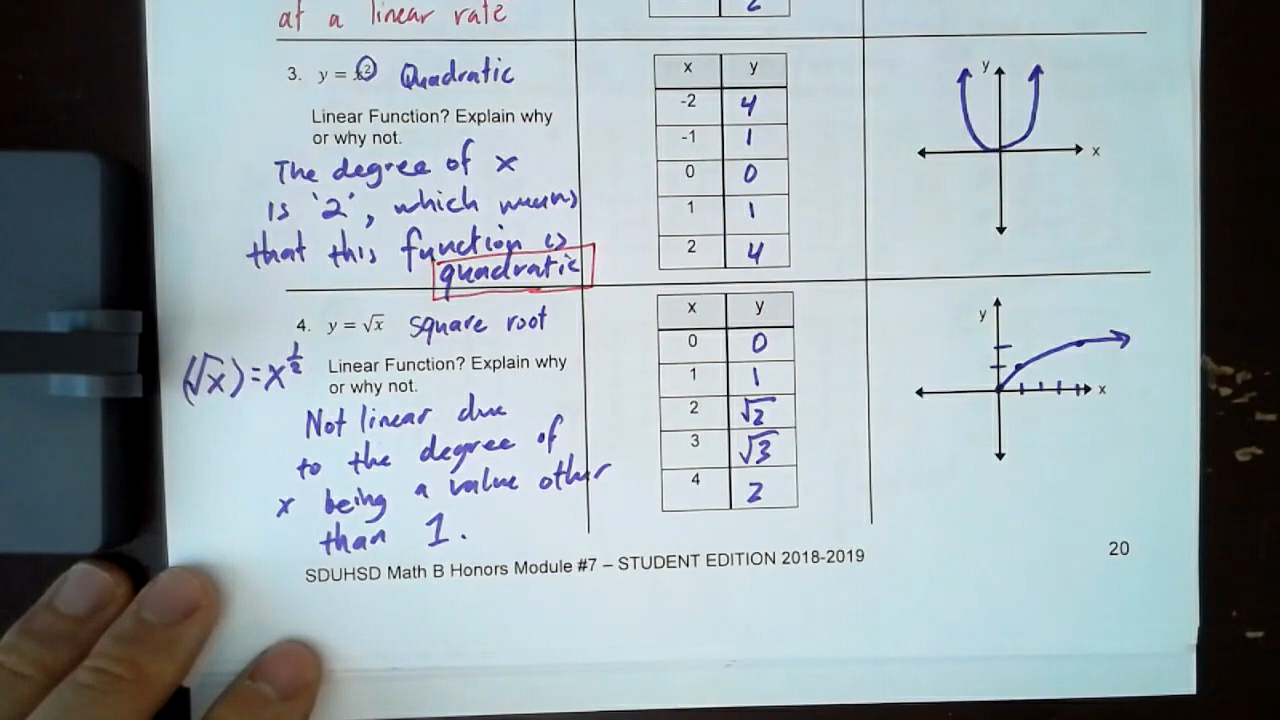 at a linear rate
2
3. y = x² Quadratic
Linear Function? Explain why
or why not.
The degree of x
is '2', which means
that this function is
quadratic
x y
-2 4
-1 1
0 0
1 1
2 4
y
x
4. y = √x square root
(√x) = x^1/2
Linear Function? Explain why
or why not.
Not linear due
to the degree of
x being a value other
than 1.
x y
0 0
1 1
2 √2
3 √3
4 2
y
x
SDUHSD Math B Honors Module #7 – STUDENT EDITION 2018-2019
20